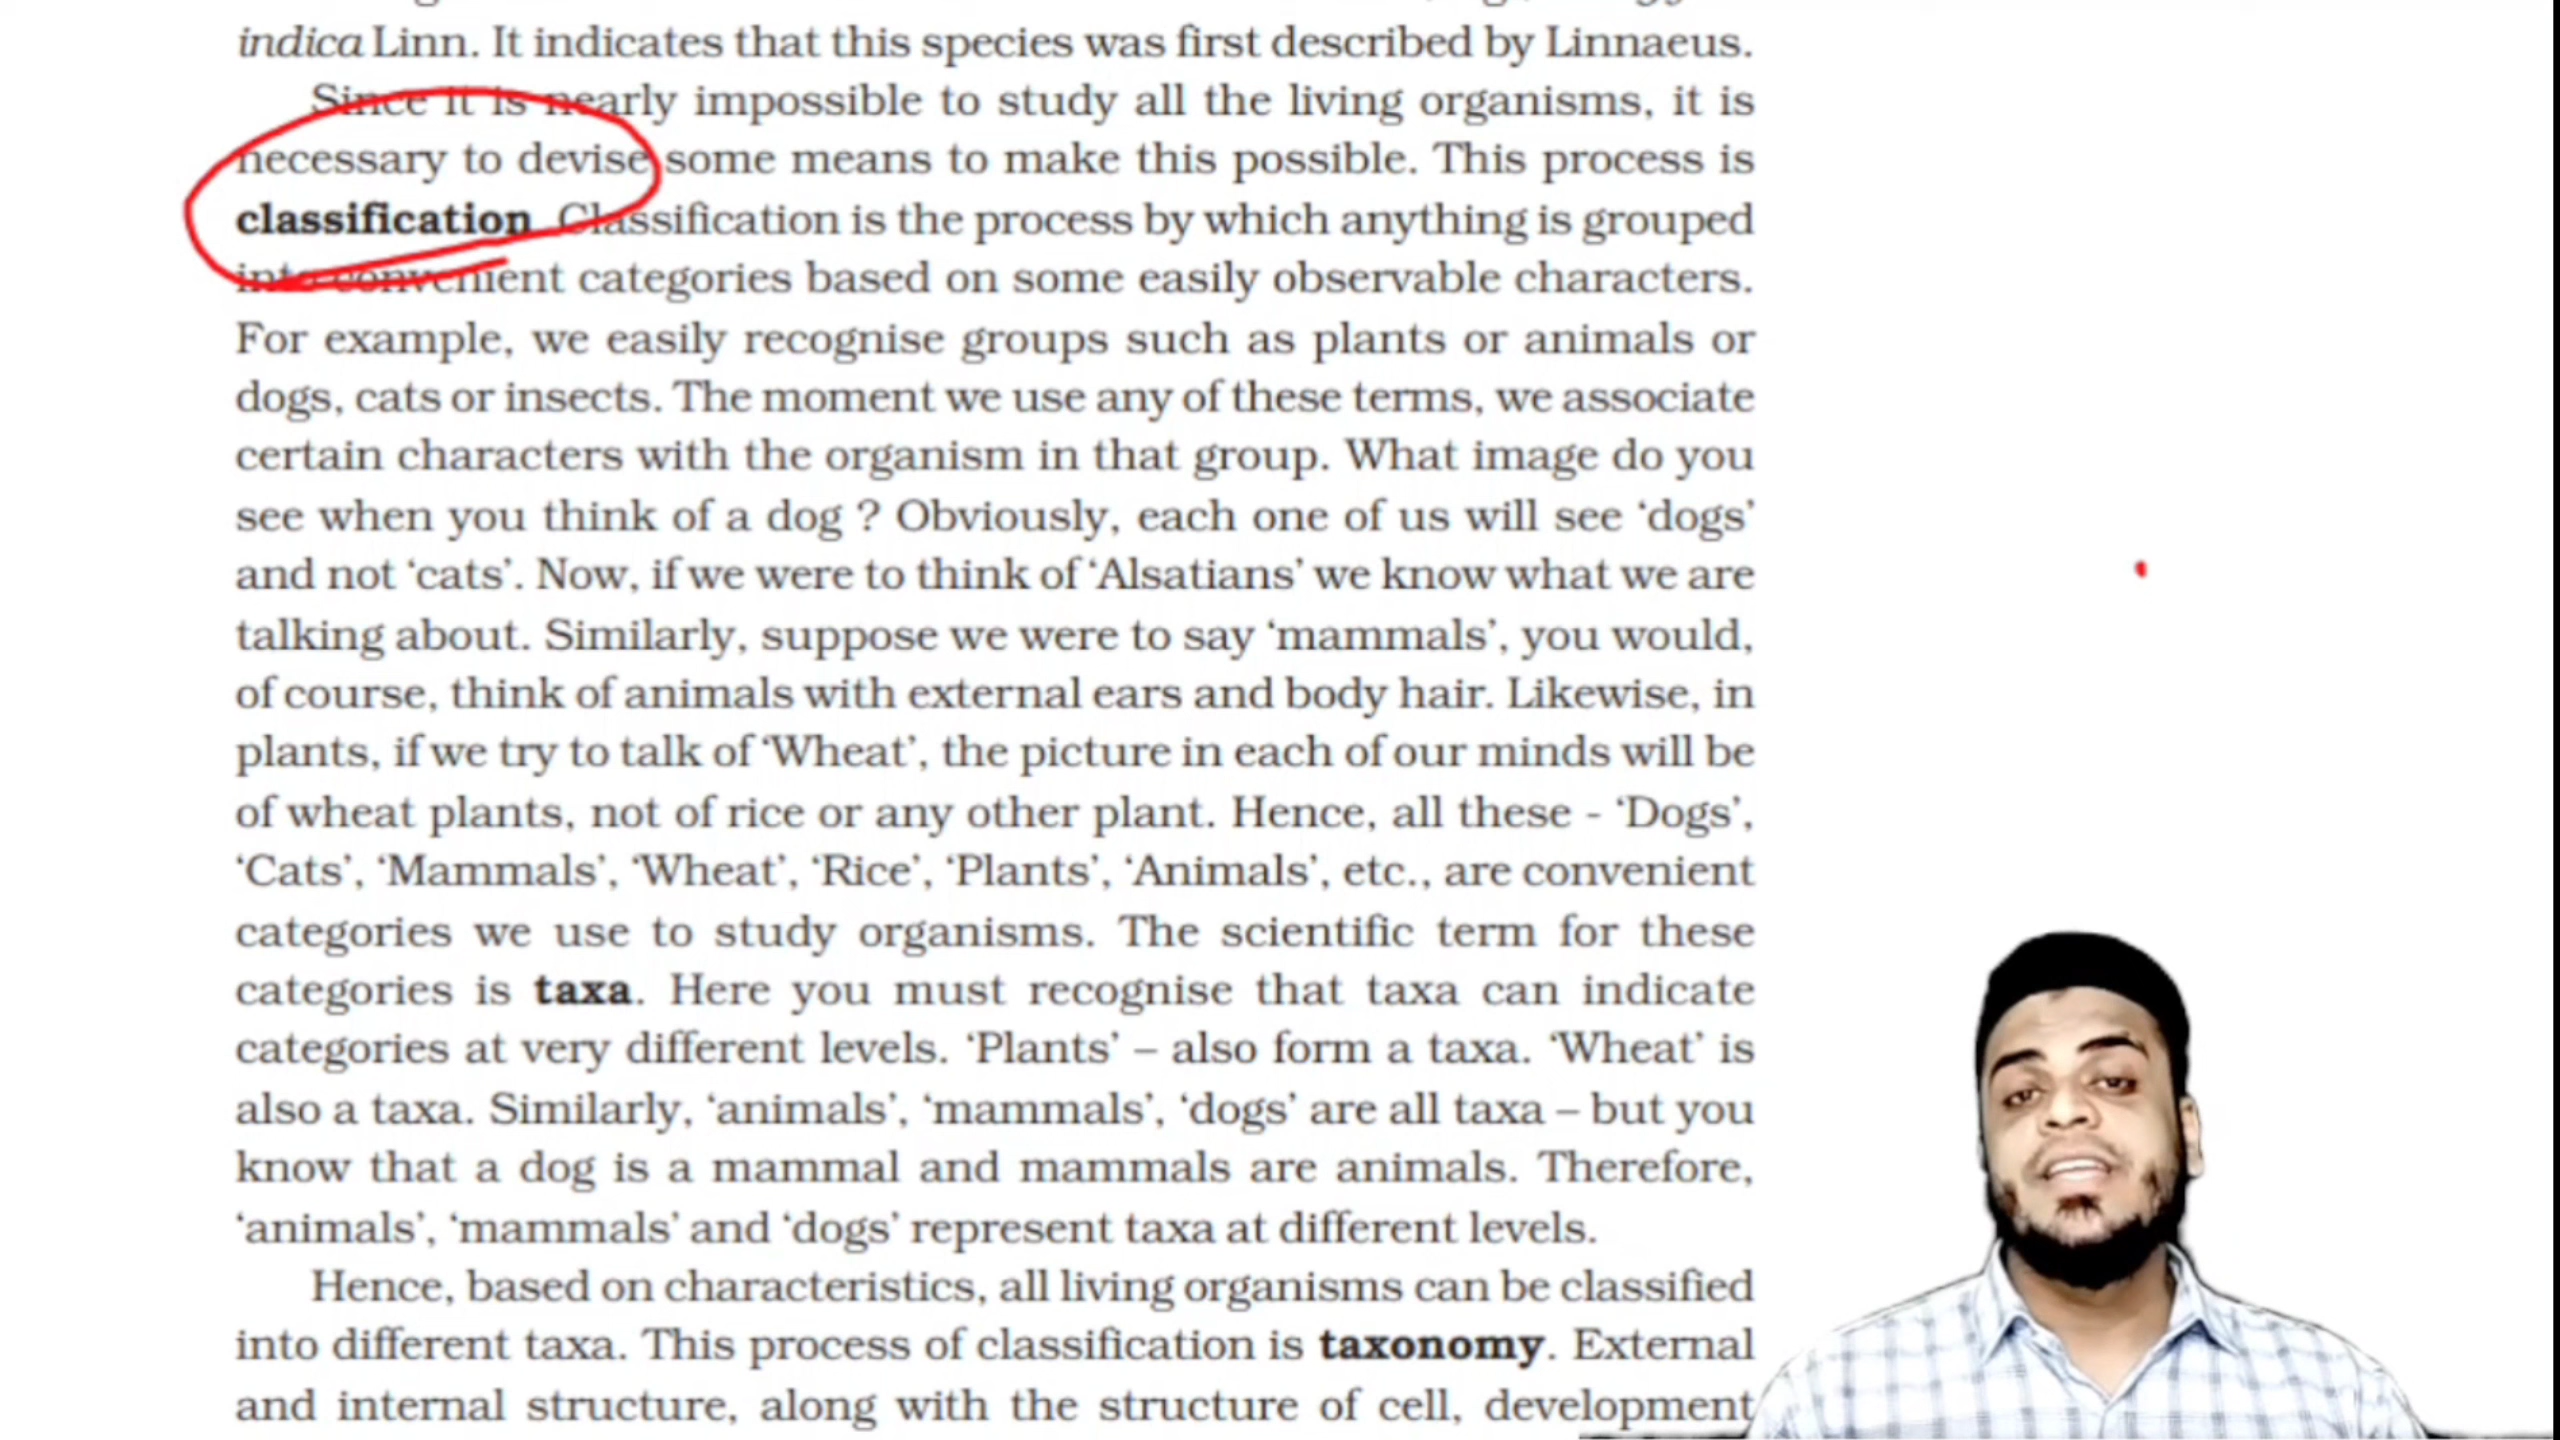 indica Linn. It indicates that this species was first described by Linnaeus.
Since it is nearly impossible to study all the living organisms, it is
necessary to devise some means to make this possible. This process is
classification. Classification is the process by which anything is grouped
into convenient categories based on some easily observable characters.
For example, we easily recognise groups such as plants or animals or
dogs, cats or insects. The moment we use any of these terms, we associate
certain characters with the organism in that group. What image do you
see when you think of a dog ? Obviously, each one of us will see ‘dogs’
and not ‘cats’. Now, if we were to think of ‘Alsatians’ we know what we are
talking about. Similarly, suppose we were to say ‘mammals’, you would,
of course, think of animals with external ears and body hair. Likewise, in
plants, if we try to talk of ‘Wheat’, the picture in each of our minds will be
of wheat plants, not of rice or any other plant. Hence, all these - ‘Dogs’,
‘Cats’, ‘Mammals’, ‘Wheat’, ‘Rice’, ‘Plants’, ‘Animals’, etc., are convenient
categories we use to study organisms. The scientific term for these
categories is taxa. Here you must recognise that taxa can indicate
categories at very different levels. ‘Plants’ – also form a taxa. ‘Wheat’ is
also a taxa. Similarly, ‘animals’, ‘mammals’, ‘dogs’ are all taxa – but you
know that a dog is a mammal and mammals are animals. Therefore,
‘animals’, ‘mammals’ and ‘dogs’ represent taxa at different levels.
Hence, based on characteristics, all living organisms can be classified
into different taxa. This process of classification is taxonomy. External
and internal structure, along with the structure of cell, development